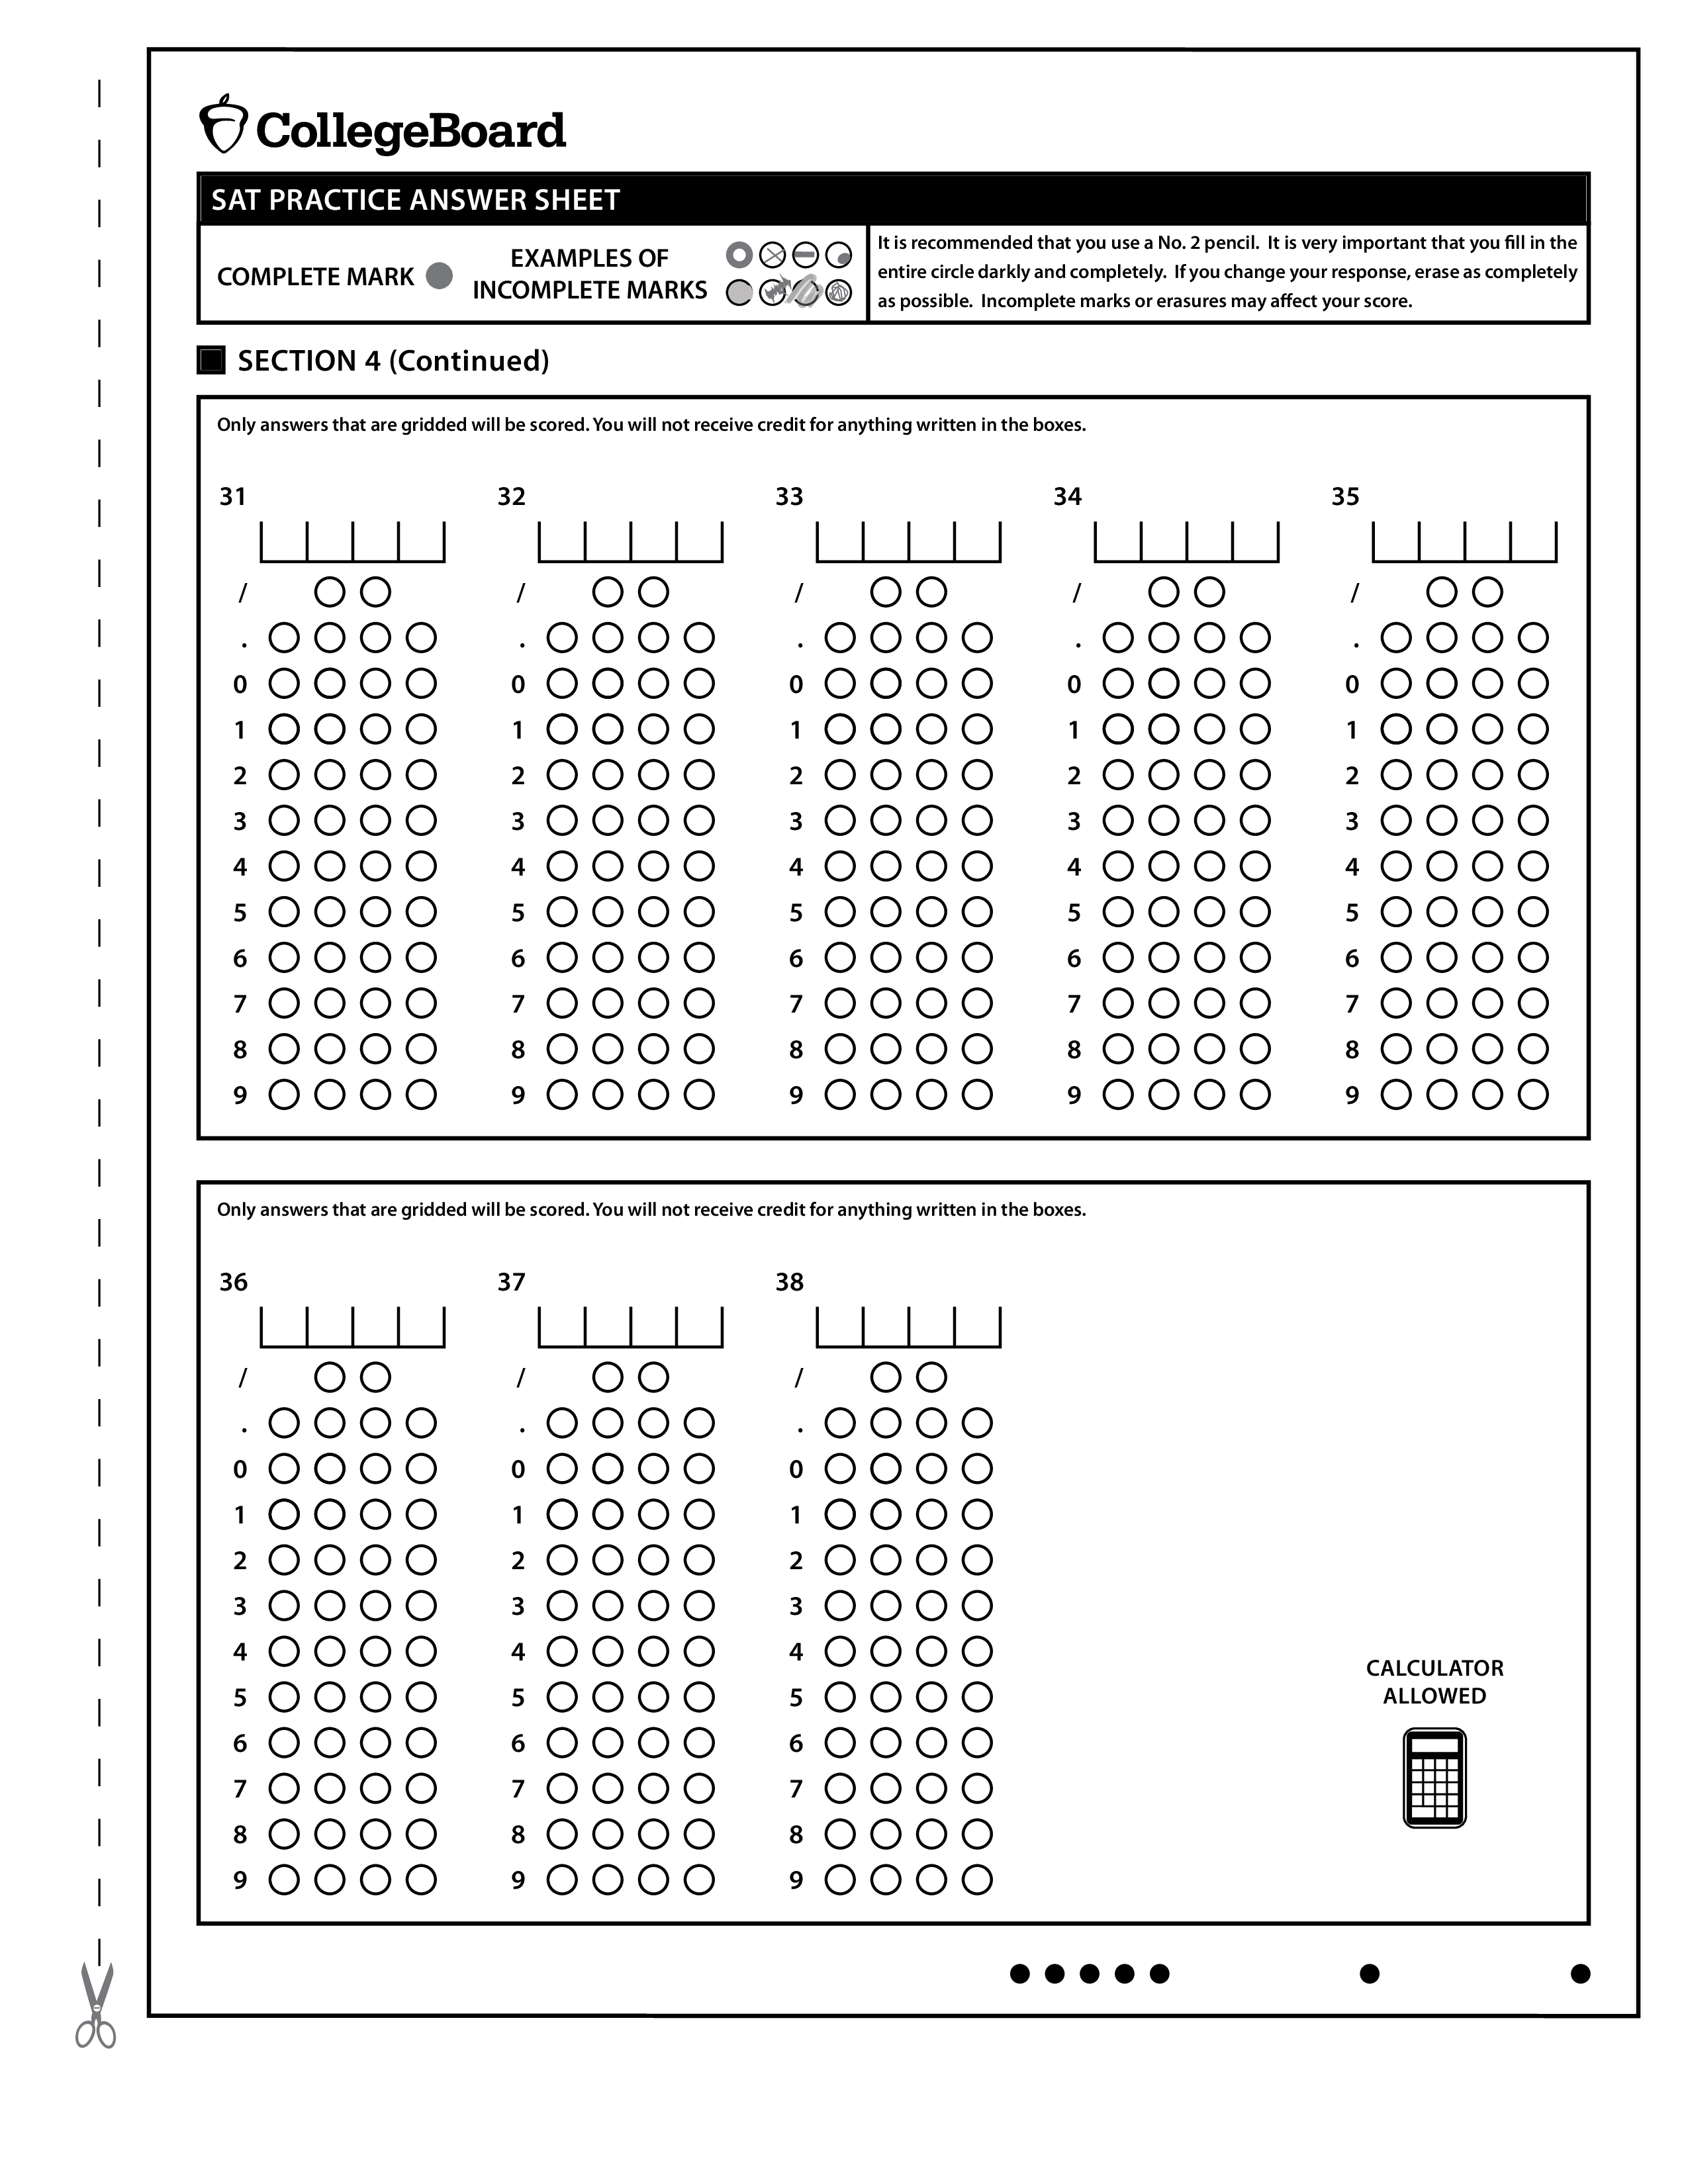 CollegeBoard
SAT PRACTICE ANSWER SHEET
COMPLETE MARK
EXAMPLES OF
INCOMPLETE MARKS
It is recommended that you use a No. 2 pencil. It is very important that you fill in the
entire circle darkly and completely. If you change your response, erase as completely
as possible. Incomplete marks or erasures may affect your score.
SECTION 4 (Continued)
Only answers that are gridded will be scored. You will not receive credit for anything written in the boxes.
31 32 33 34 35
/ / / / /
. . . . .
0 0 0 0 0
1 1 1 1 1
2 2 2 2 2
3 3 3 3 3
4 4 4 4 4
5 5 5 5 5
6 6 6 6 6
7 7 7 7 7
8 8 8 8 8
9 9 9 9 9
Only answers that are gridded will be scored. You will not receive credit for anything written in the boxes.
36 37 38
/ / /
. . .
0 0 0
1 1 1
2 2 2
3 3 3
4 4 4
5 5 5
6 6 6
7 7 7
8 8 8
9 9 9
CALCULATOR
ALLOWED